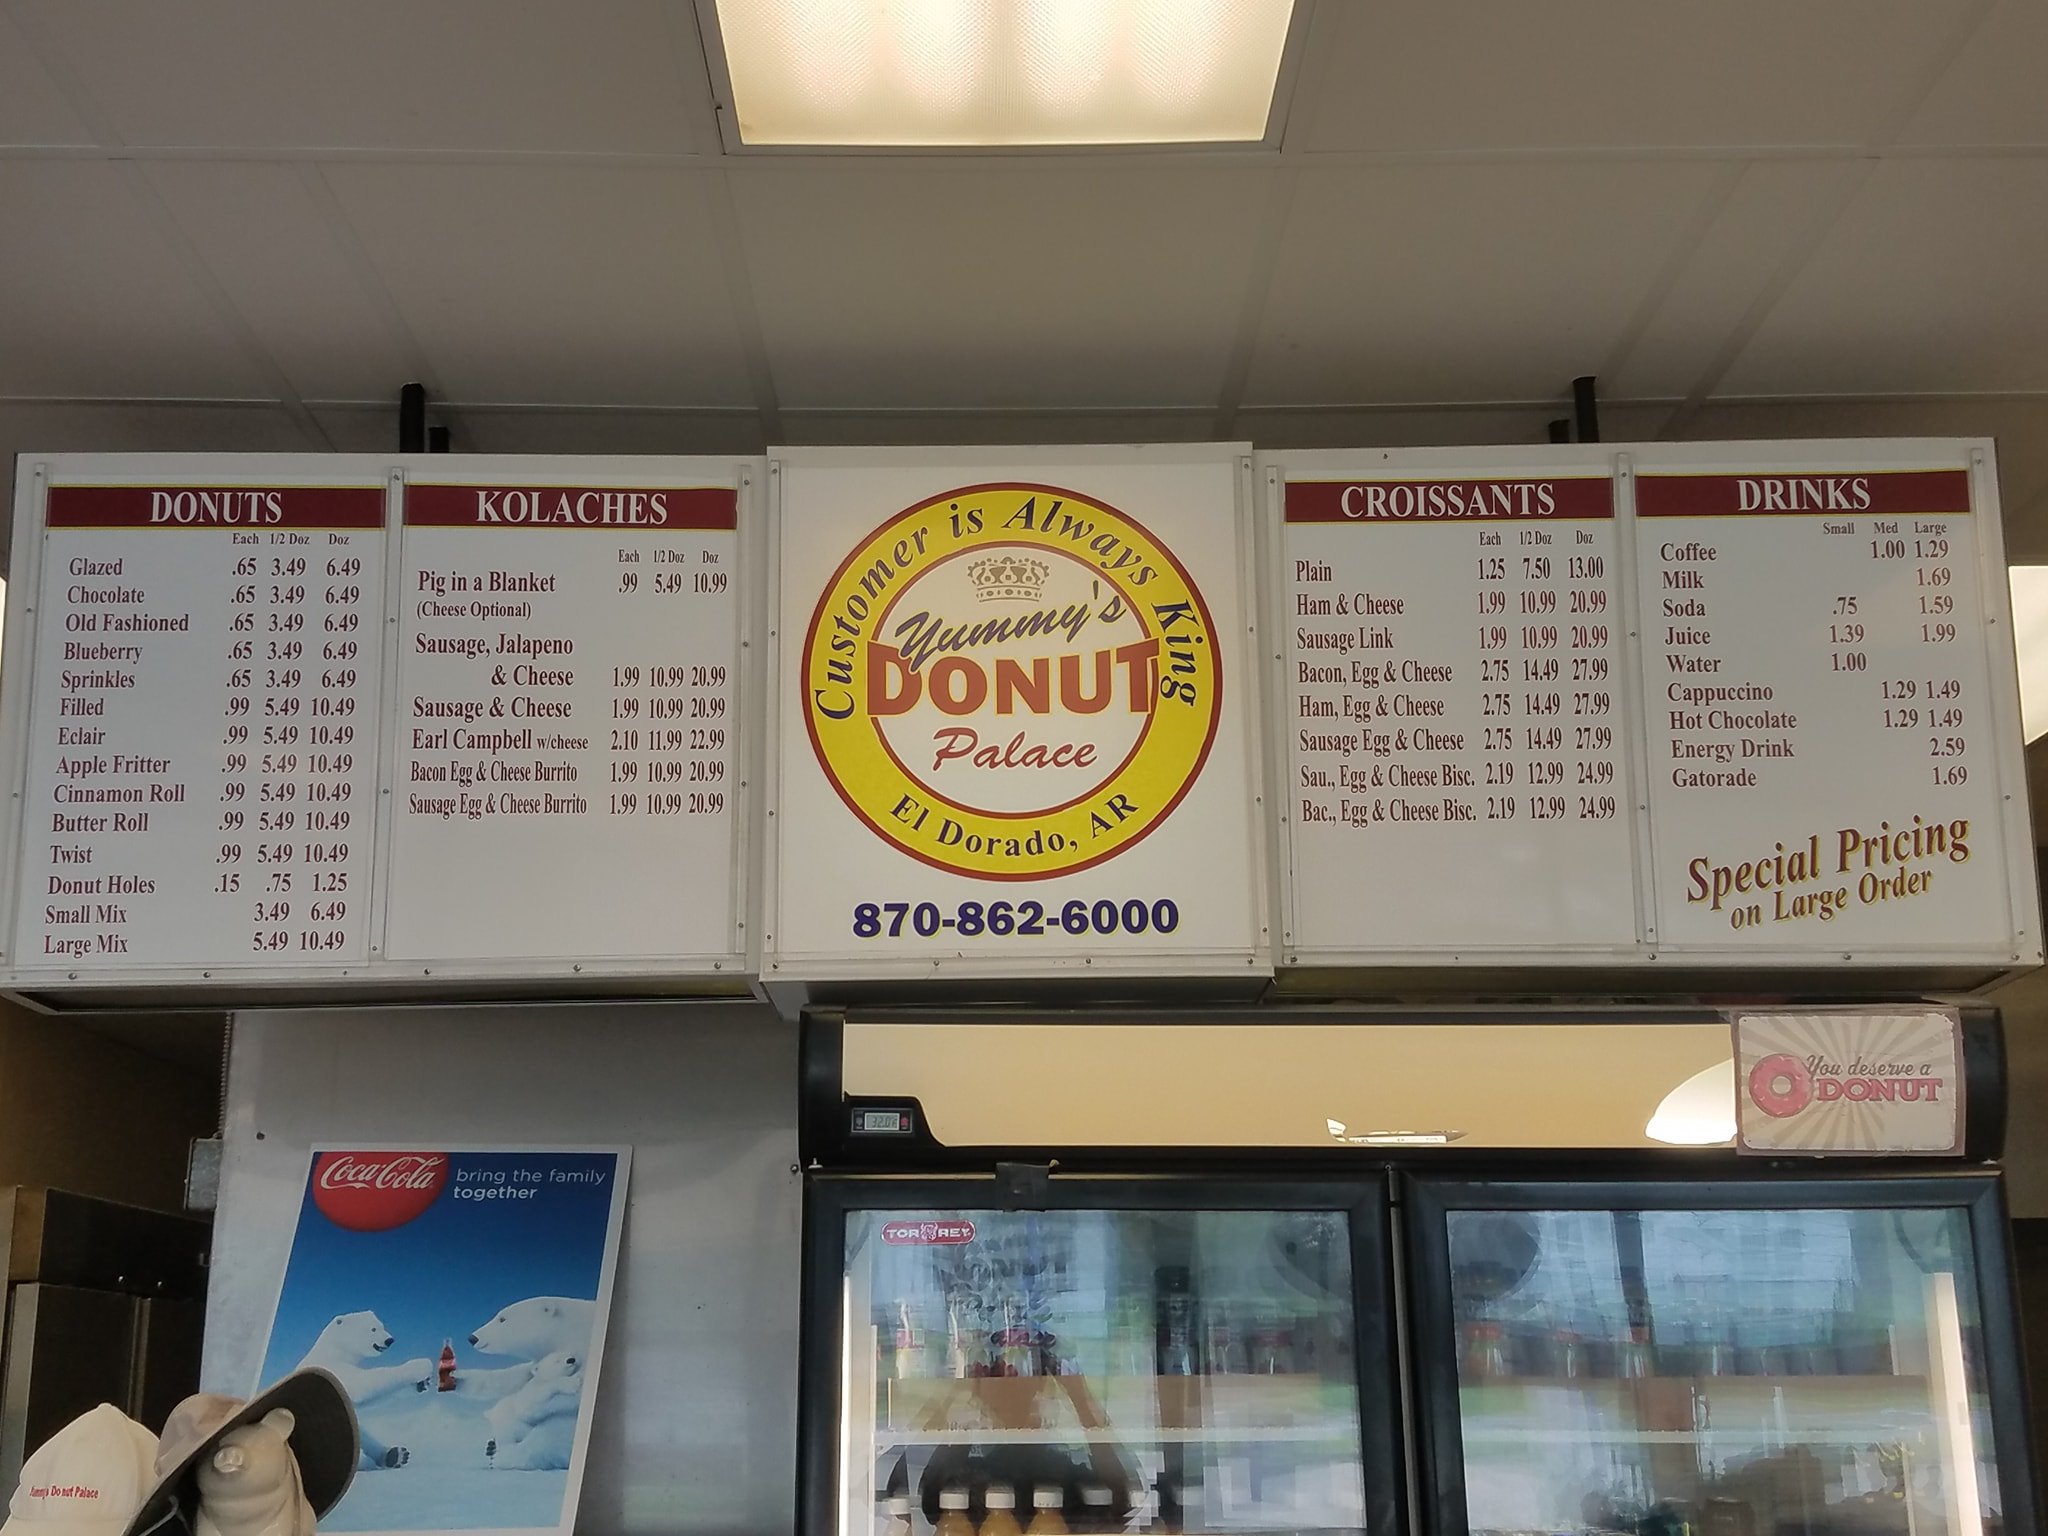 DONUTS
Each 1/2 Doz Doz
Glazed .65 3.49 6.49
Chocolate .65 3.49 6.49
Old Fashioned .65 3.49 6.49
Blueberry .65 3.49 6.49
Sprinkles .65 3.49 6.49
Filled .99 5.49 10.49
Eclair .99 5.49 10.49
Apple Fritter .99 5.49 10.49
Cinnamon Roll .99 5.49 10.49
Butter Roll .99 5.49 10.49
Twist .99 5.49 10.49
Donut Holes .15 .75 1.25
Small Mix 3.49 6.49
Large Mix 5.49 10.49
KOLACHES
Each 1/2 Doz Doz
Pig in a Blanket .99 5.49 10.99
(Cheese Optional)
Sausage, Jalapeno
& Cheese 1.99 10.99 20.99
Sausage & Cheese 1.99 10.99 20.99
Earl Campbell w/cheese 2.10 11.99 22.99
Bacon Egg & Cheese Burrito 1.99 10.99 20.99
Sausage Egg & Cheese Burrito 1.99 10.99 20.99
Customer is Always King
Yummy's
DONUT
Palace
El Dorado, AR
870-862-6000
CROISSANTS
Each 1/2 Doz Doz
Plain 1.25 7.50 13.00
Ham & Cheese 1.99 10.99 20.99
Sausage Link 1.99 10.99 20.99
Bacon, Egg & Cheese 2.75 14.49 27.99
Ham, Egg & Cheese 2.75 14.49 27.99
Sausage Egg & Cheese 2.75 14.49 27.99
Sau., Egg & Cheese Bisc. 2.19 12.99 24.99
Bac., Egg & Cheese Bisc. 2.19 12.99 24.99
DRINKS
Small Med Large
Coffee 1.00 1.29
Milk 1.69
Soda .75 1.59
Juice 1.39 1.99
Water 1.00
Cappuccino 1.29 1.49
Hot Chocolate 1.29 1.49
Energy Drink 2.59
Gatorade 1.69
Special Pricing
on Large Order
You deserve a
DONUT
Coca-Cola
bring the family
together
TOR REY
Yummy's Donut Palace